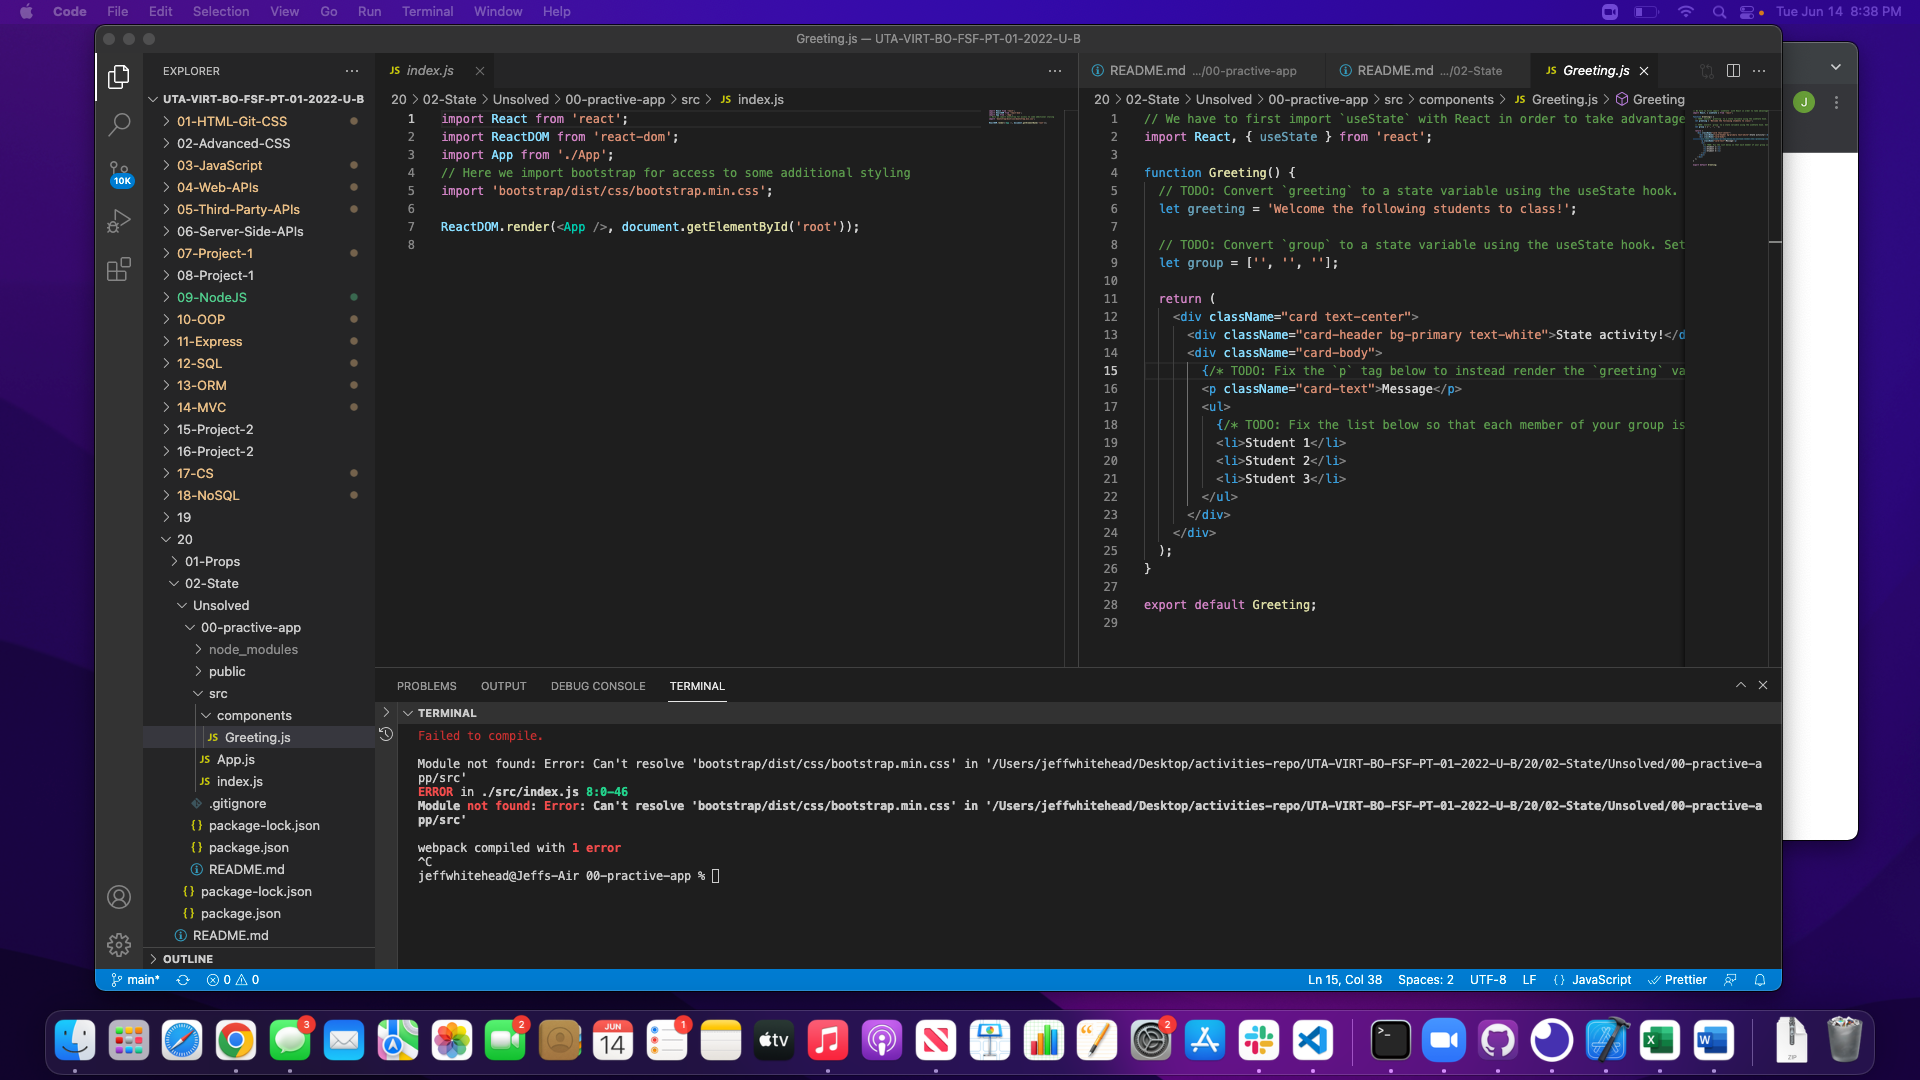 Code File Edit Selection View Go Run Terminal Window Help
Tue Jun 14 8:38 PM
Greeting.js — UTA-VIRT-BO-FSF-PT-01-2022-U-B
EXPLORER
UTA-VIRT-BO-FSF-PT-01-2022-U-B
01-HTML-Git-CSS
02-Advanced-CSS
03-JavaScript
04-Web-APIs
05-Third-Party-APIs
06-Server-Side-APIs
07-Project-1
08-Project-1
09-NodeJS
10-OOP
11-Express
12-SQL
13-ORM
14-MVC
15-Project-2
16-Project-2
17-CS
18-NoSQL
19
20
01-Props
02-State
Unsolved
00-practive-app
node_modules
public
src
components
JS Greeting.js
JS App.js
JS index.js
.gitignore
{} package-lock.json
{} package.json
README.md
{} package-lock.json
{} package.json
README.md
OUTLINE
10K
JS index.js
20 > 02-State > Unsolved > 00-practive-app > src > JS index.js
1 import React from 'react';
2 import ReactDOM from 'react-dom';
3 import App from './App';
4 // Here we import bootstrap for access to some additional styling
5 import 'bootstrap/dist/css/bootstrap.min.css';
6
7 ReactDOM.render(<App />, document.getElementById('root'));
8
README.md .../00-practive-app
README.md .../02-State
JS Greeting.js
20 > 02-State > Unsolved > 00-practive-app > src > components > JS Greeting.js > Greeting
1 // We have to first import `useState` with React in order to take advantage
2 import React, { useState } from 'react';
3
4 function Greeting() {
5 // TODO: Convert `greeting` to a state variable using the useState hook.
6 let greeting = 'Welcome the following students to class!';
7
8 // TODO: Convert `group` to a state variable using the useState hook. Set
9 let group = ['', '', ''];
10
11 return (
12 <div className="card text-center">
13 <div className="card-header bg-primary text-white">State activity!</d
14 <div className="card-body">
15 {/* TODO: Fix the `p` tag below to instead render the `greeting` va
16 <p className="card-text">Message</p>
17 <ul>
18 {/* TODO: Fix the list below so that each member of your group is
19 <li>Student 1</li>
20 <li>Student 2</li>
21 <li>Student 3</li>
22 </ul>
23 </div>
24 </div>
25 );
26 }
27
28 export default Greeting;
29
J
PROBLEMS OUTPUT DEBUG CONSOLE TERMINAL
TERMINAL
Failed to compile.
Module not found: Error: Can't resolve 'bootstrap/dist/css/bootstrap.min.css' in '/Users/jeffwhitehead/Desktop/activities-repo/UTA-VIRT-BO-FSF-PT-01-2022-U-B/20/02-State/Unsolved/00-practive-a
pp/src'
ERROR in ./src/index.js 8:0-46
Module not found: Error: Can't resolve 'bootstrap/dist/css/bootstrap.min.css' in '/Users/jeffwhitehead/Desktop/activities-repo/UTA-VIRT-BO-FSF-PT-01-2022-U-B/20/02-State/Unsolved/00-practive-a
pp/src'
webpack compiled with 1 error
^C
jeffwhitehead@Jeffs-Air 00-practive-app %
main* 0 0
Ln 15, Col 38 Spaces: 2 UTF-8 LF {} JavaScript Prettier
3
2
JUN
14
1
tv
2
>_
X
W
ZIP